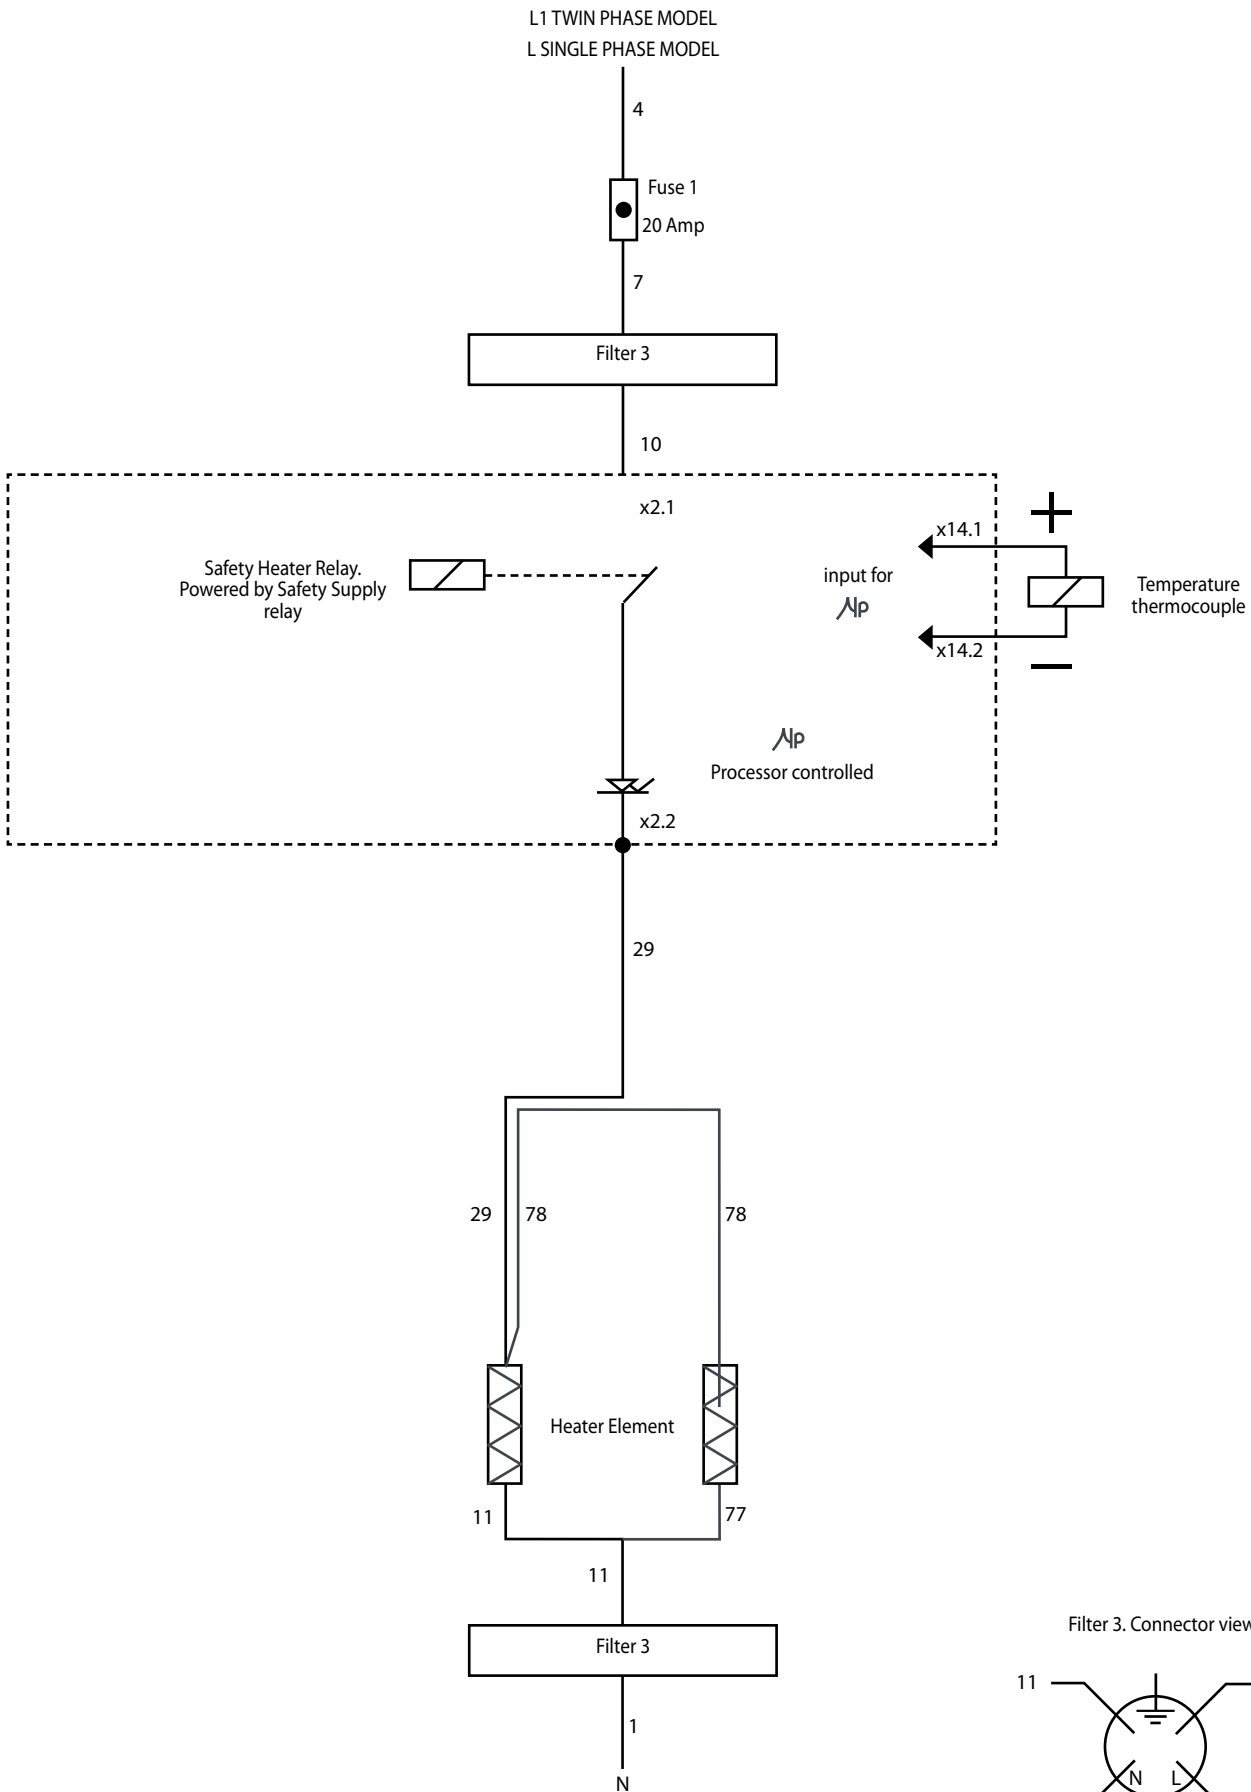 L1 TWIN PHASE MODEL
L SINGLE PHASE MODEL
4
Fuse 1
20 Amp
7
Filter 3
10
x2.1
Safety Heater Relay.
Powered by Safety Supply
relay
x14.1
+
input for
Temperature
thermocouple
x14.2
—
Processor controlled
x2.2
29
29
78
78
Heater Element
11
77
11
Filter 3
Filter 3. Connector view
11
1
N
N
L